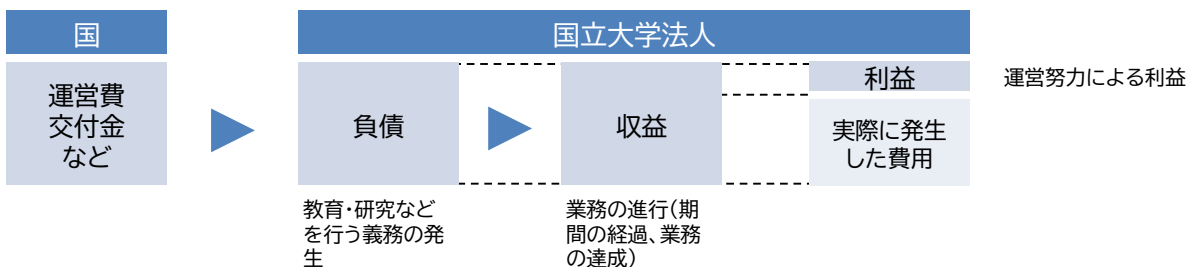 国
国立大学法人
運営費
交付金
など
負債
収益
利益
運営努力による利益
実際に発生
した費用
教育・研究など
を行う義務の発
生
業務の進行(期
間の経過、業務
の達成)